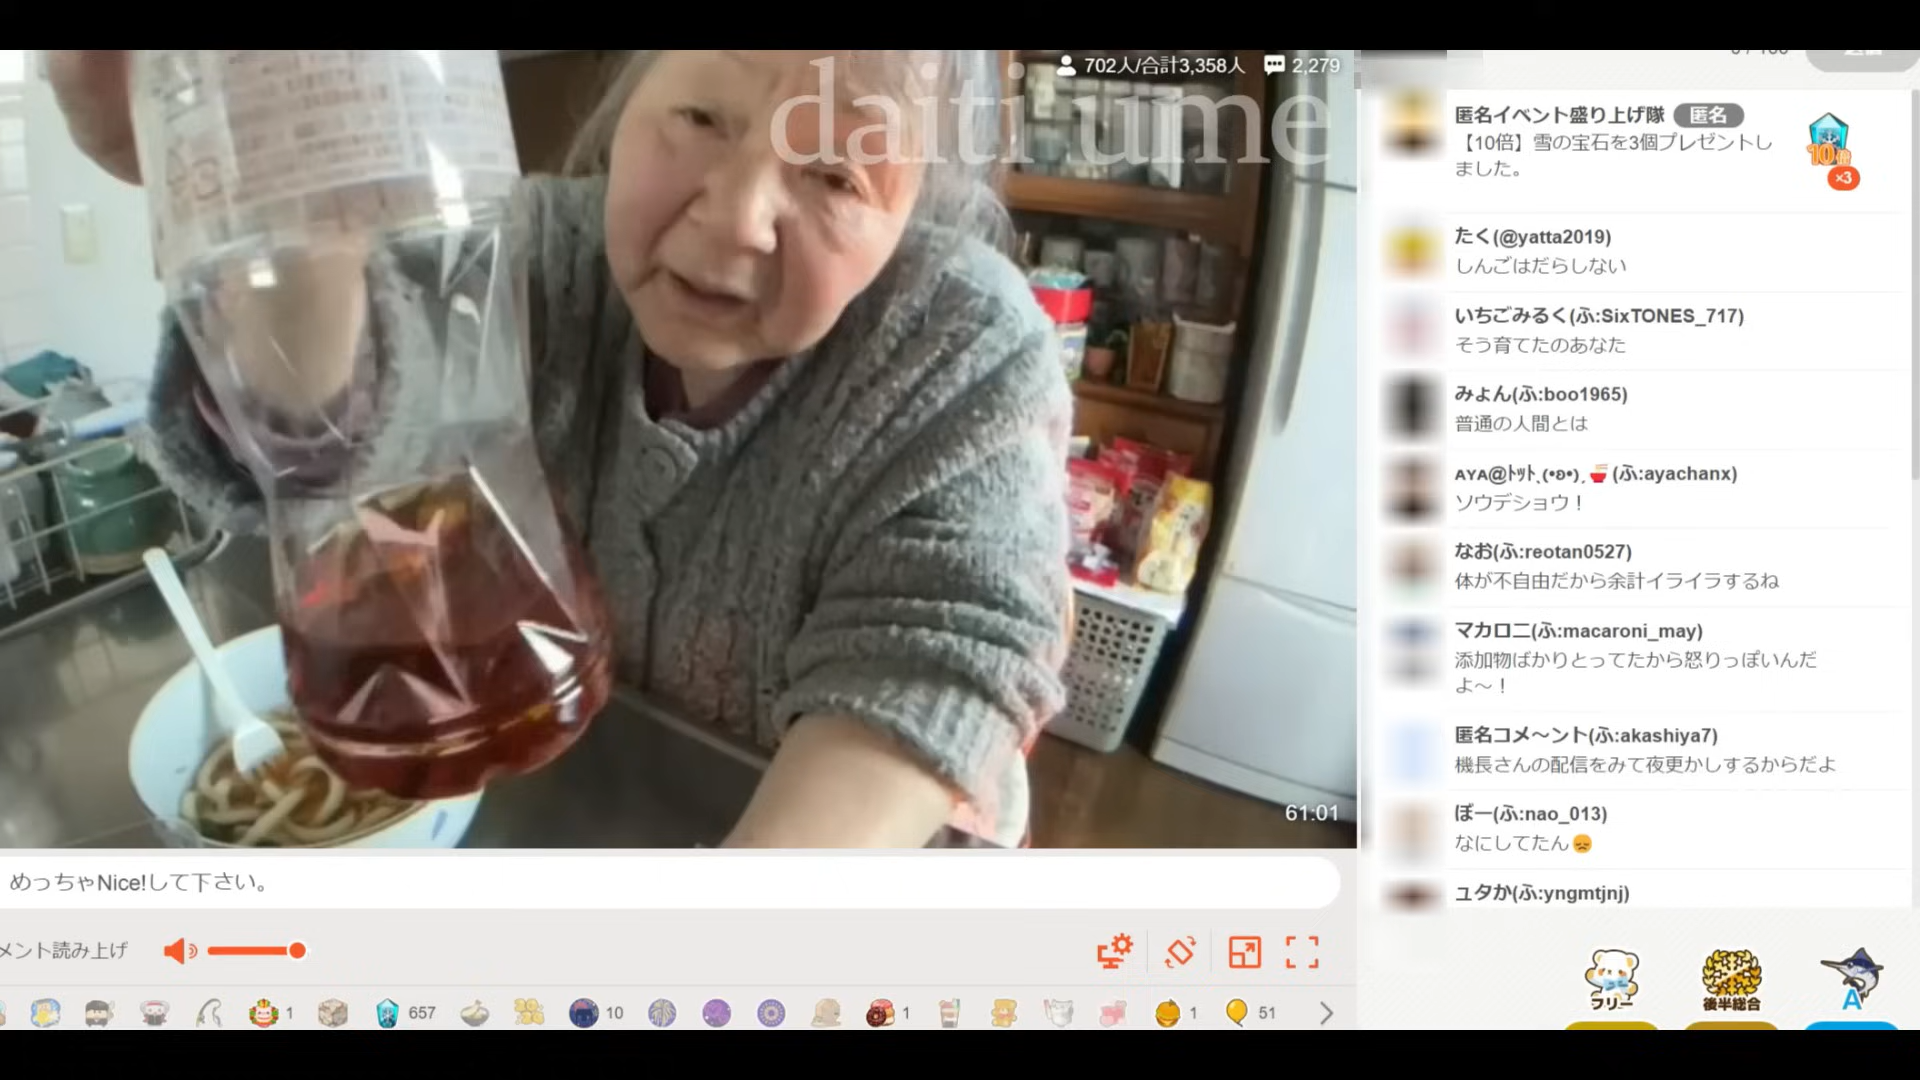 702人/合計3,358人 2,279
daiti ume
61:01
めっちゃNice!して下さい。
メント読み上げ
1
657
10
1
1
51
匿名イベント盛り上げ隊 匿名
【10倍】雪の宝石を3個プレゼントし
ました。
10倍
×3
たく(@yatta2019)
しんごはだらしない
いちごみるく(ふ:SixTONES_717)
そう育てたのあなた
みょん(ふ:boo1965)
普通の人間とは
ᴀʏᴀ@ﾄｯﾄ⸒(•ʚ•)⸒🍜(ふ:ayachanx)
ソウデショウ！
なお(ふ:reotan0527)
体が不自由だから余計イライラするね
マカロニ(ふ:macaroni_may)
添加物ばかりとってたから怒りっぽいんだ
よ〜！
匿名コメ〜ント(ふ:akashiya7)
機長さんの配信をみて夜更かしするからだよ
ぼー(ふ:nao_013)
なにしてたん😞
ユタか(ふ:yngmtjnj)
フリー
後半総合
A